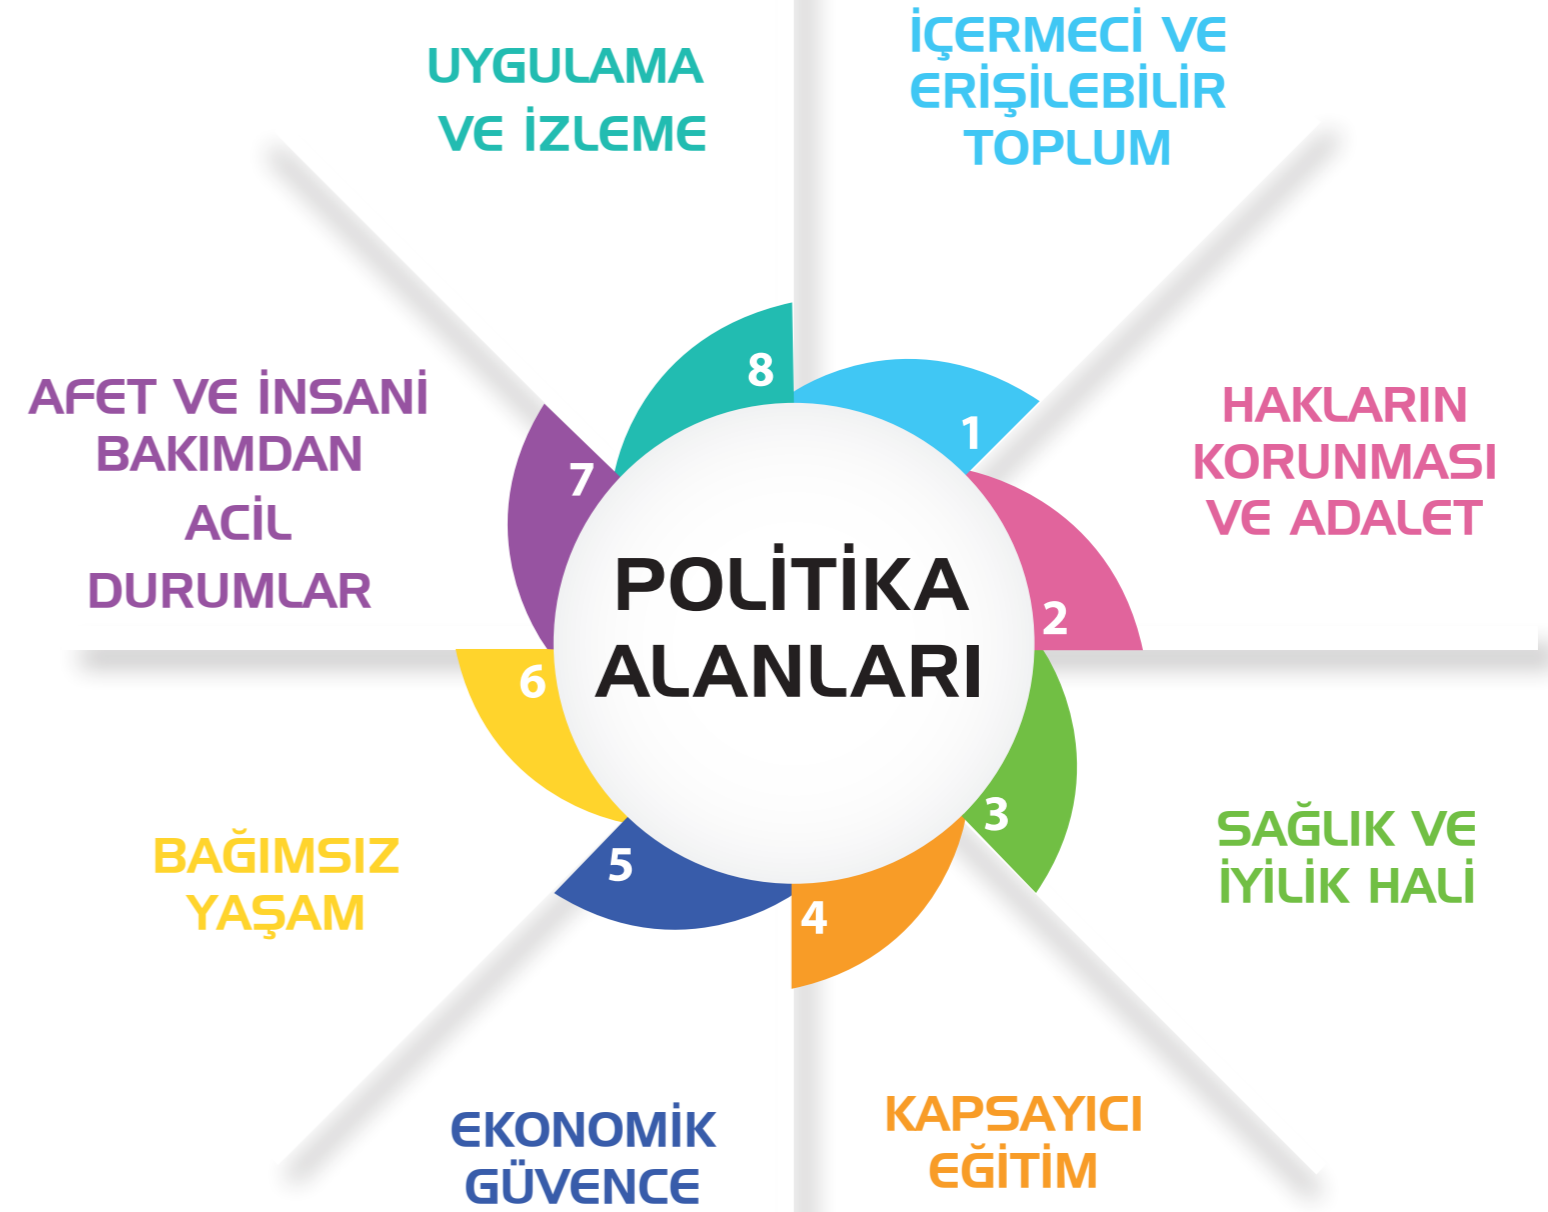 POLİTİKA
ALANLARI
1
İÇERMECİ VE
ERİŞİLEBİLİR
TOPLUM
2
HAKLARIN
KORUNMASI
VE ADALET
3
SAĞLIK VE
İYİLİK HALİ
4
KAPSAYICI
EĞİTİM
5
EKONOMİK
GÜVENCE
6
BAĞIMSIZ
YAŞAM
7
AFET VE İNSANİ
BAKIMDAN
ACİL
DURUMLAR
8
UYGULAMA
VE İZLEME